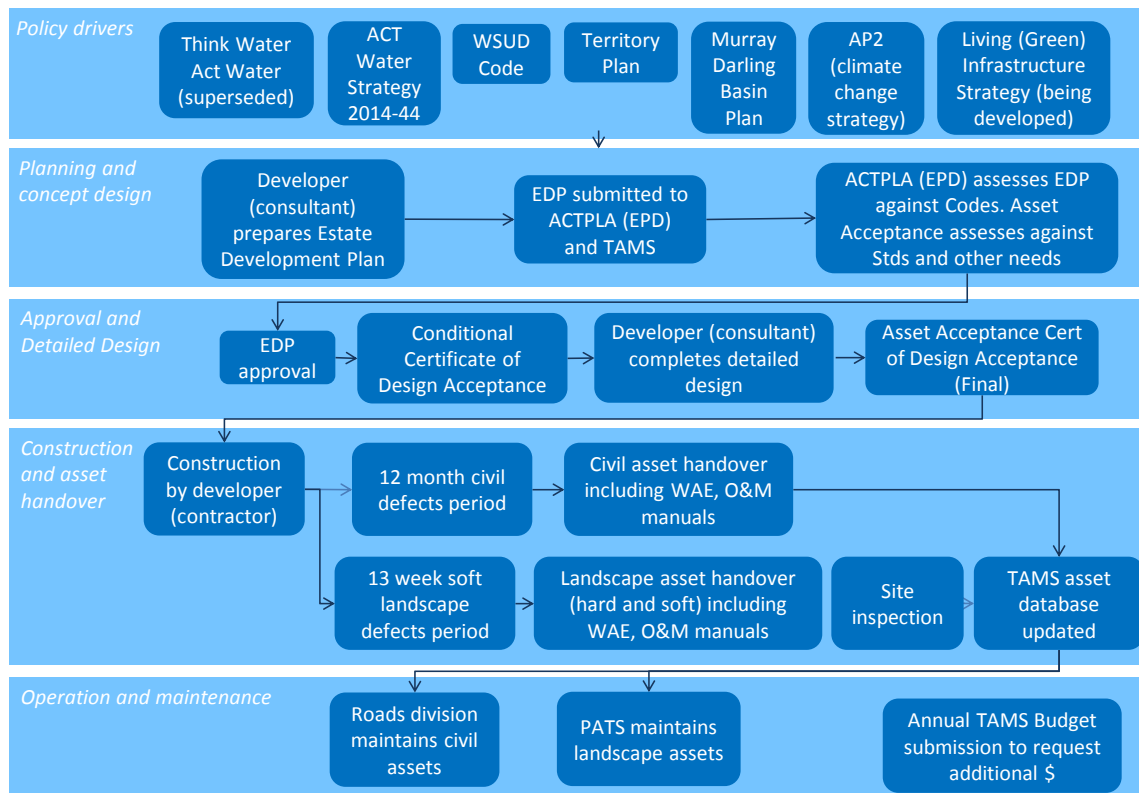 Policy drivers
Think Water
Act Water
(superseded)
ACT
Water
Strategy
2014-44
WSUD
Code
Territory
Plan
Murray
Darling
Basin
Plan
AP2
(climate
change
strategy)
Living (Green)
Infrastructure
Strategy (being
developed)
Planning and
concept design
Developer
(consultant)
prepares Estate
Development Plan
EDP submitted to
ACTPLA (EPD)
and TAMS
ACTPLA (EPD) assesses EDP
against Codes. Asset
Acceptance assesses against
Stds and other needs
Approval and
Detailed Design
EDP
approval
Conditional
Certificate of
Design Acceptance
Developer (consultant)
completes detailed
design
Asset Acceptance Cert
of Design Acceptance
(Final)
Construction
and asset
handover
Construction
by developer
(contractor)
12 month civil
defects period
Civil asset handover
including WAE, O&M
manuals
13 week soft
landscape
defects period
Landscape asset handover
(hard and soft) including
WAE, O&M manuals
Site
inspection
TAMS asset
database
updated
Operation and maintenance
Roads division
maintains civil
assets
PATS maintains
landscape assets
Annual TAMS Budget
submission to request
additional $